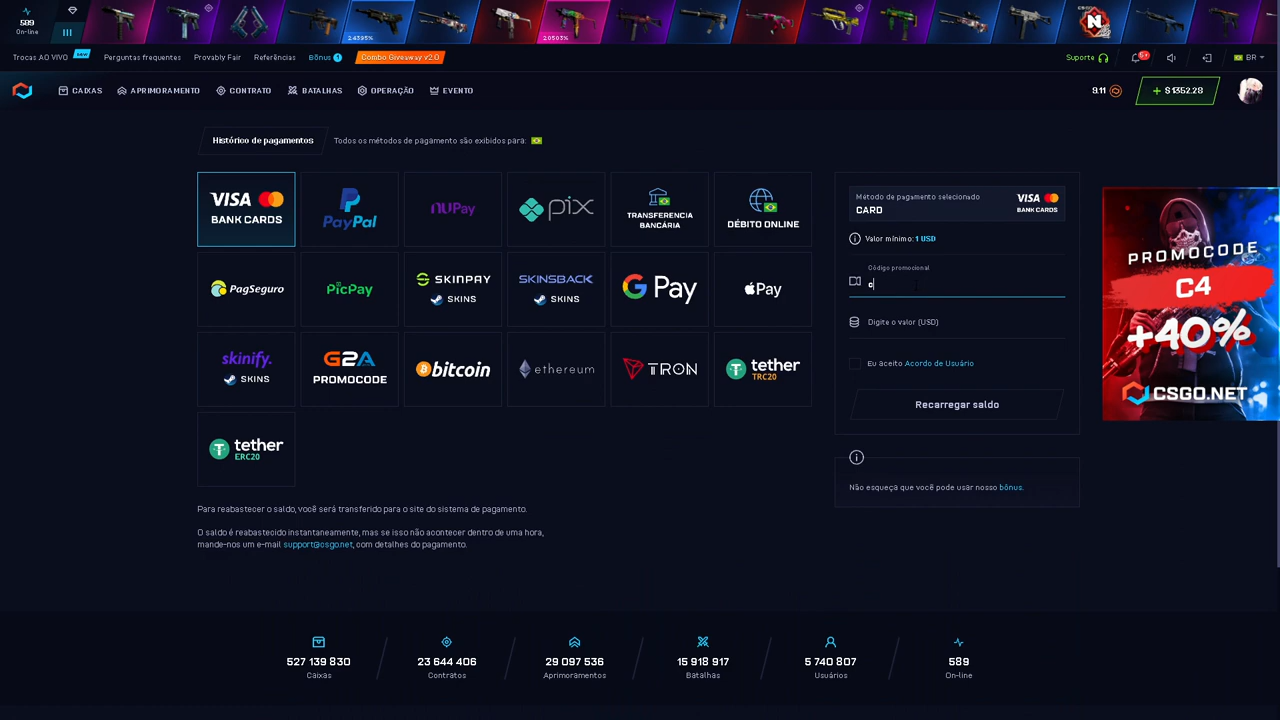 589
On-line
24395%
20503%
N
Trocas AO VIVO
NEW
Perguntas frequentes
Provably Fair
Referências
Bônus 1
Combo Giveaway v2.0
Suporte
5+
BR
CAIXAS
APRIMORAMENTO
CONTRATO
BATALHAS
OPERAÇÃO
EVENTO
9.11
+ $ 1352.28
Histórico de pagamentos
Todos os métodos de pagamento são exibidos para:
VISA
BANK CARDS
PayPal
nuPay
pix
TRANSFERENCIA
BANCÁRIA
DÉBITO ONLINE
PagSeguro
PicPay
SKINPAY
SKINS
SKINSBACK
SKINS
G Pay
Pay
skinify.
SKINS
G2A
PROMOCODE
bitcoin
ethereum
TRON
tether
TRC20
tether
ERC20
Método de pagamento selecionado
CARD
VISA
BANK CARDS
Valor mínimo: 1 USD
Código promocional
c
Digite o valor (USD)
Eu aceito Acordo de Usuário
Recarregar saldo
Não esqueça que você pode usar nosso bônus.
PROMOCODE
C4
+40%
CSGO.NET
Para reabastecer o saldo, você será transferido para o site do sistema de pagamento.
O saldo é reabastecido instantaneamente, mas se isso não acontecer dentro de uma hora,
mande-nos um e-mail support@csgo.net, com detalhes do pagamento.
527 139 830
Caixas
23 644 406
Contratos
29 097 536
Aprimoramentos
15 918 917
Batalhas
5 740 807
Usuários
589
On-line